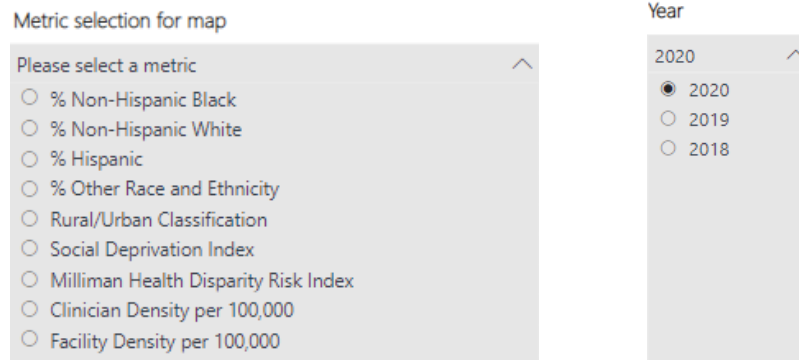 Metric selection for map
Please select a metric
% Non-Hispanic Black
% Non-Hispanic White
% Hispanic
% Other Race and Ethnicity
Rural/Urban Classification
Social Deprivation Index
Milliman Health Disparity Risk Index
Clinician Density per 100,000
Facility Density per 100,000
Year
2020
2020
2019
2018